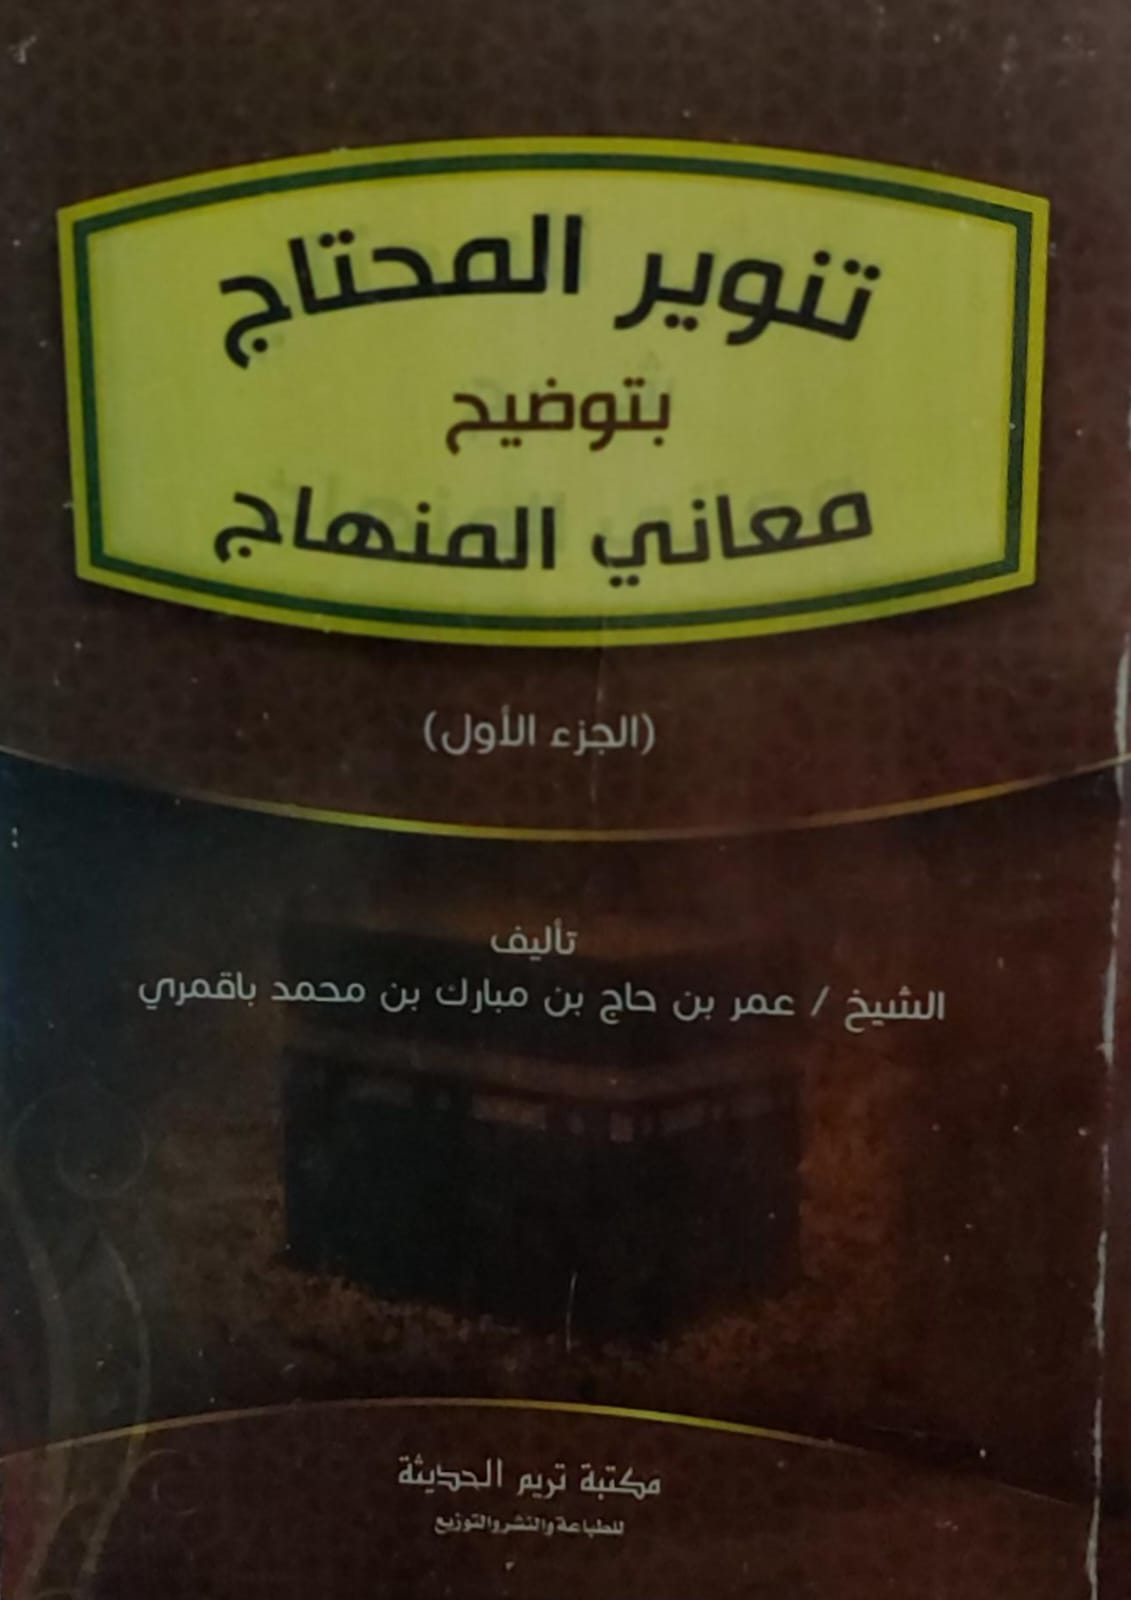 تنوير المحتاج
بتوضيح
معاني المنهاج
(الجزء الأول)
تأليف
الشيخ / عمر بن حاج بن مبارك بن محمد باقمري
مكتبة تريم الحديثة
للطباعة والنشر والتوزيع